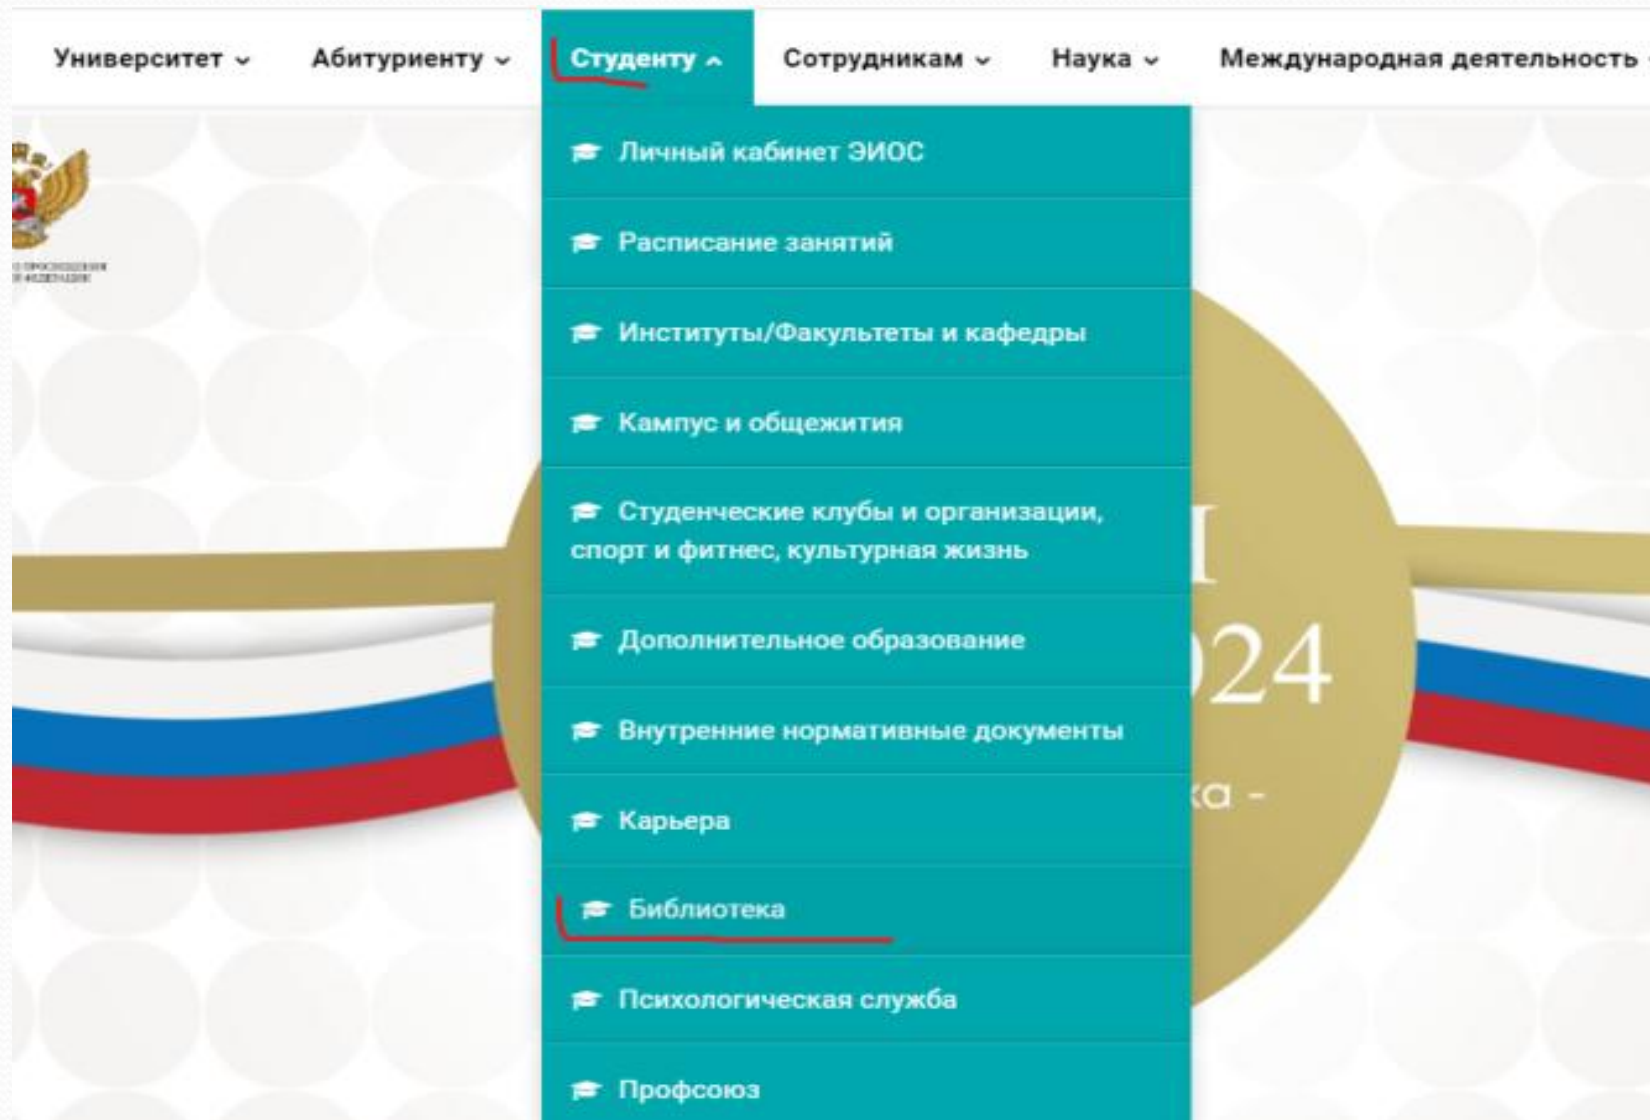 Университет Абитуриенту Студенту Сотрудникам Наука Международная деятельность
Личный кабинет ЭИОС
Расписание занятий
Институты/Факультеты и кафедры
Кампус и общежития
Студенческие клубы и организации,
спорт и фитнес, культурная жизнь
Дополнительное образование
Внутренние нормативные документы
Карьера
Библиотека
Психологическая служба
Профсоюз
24